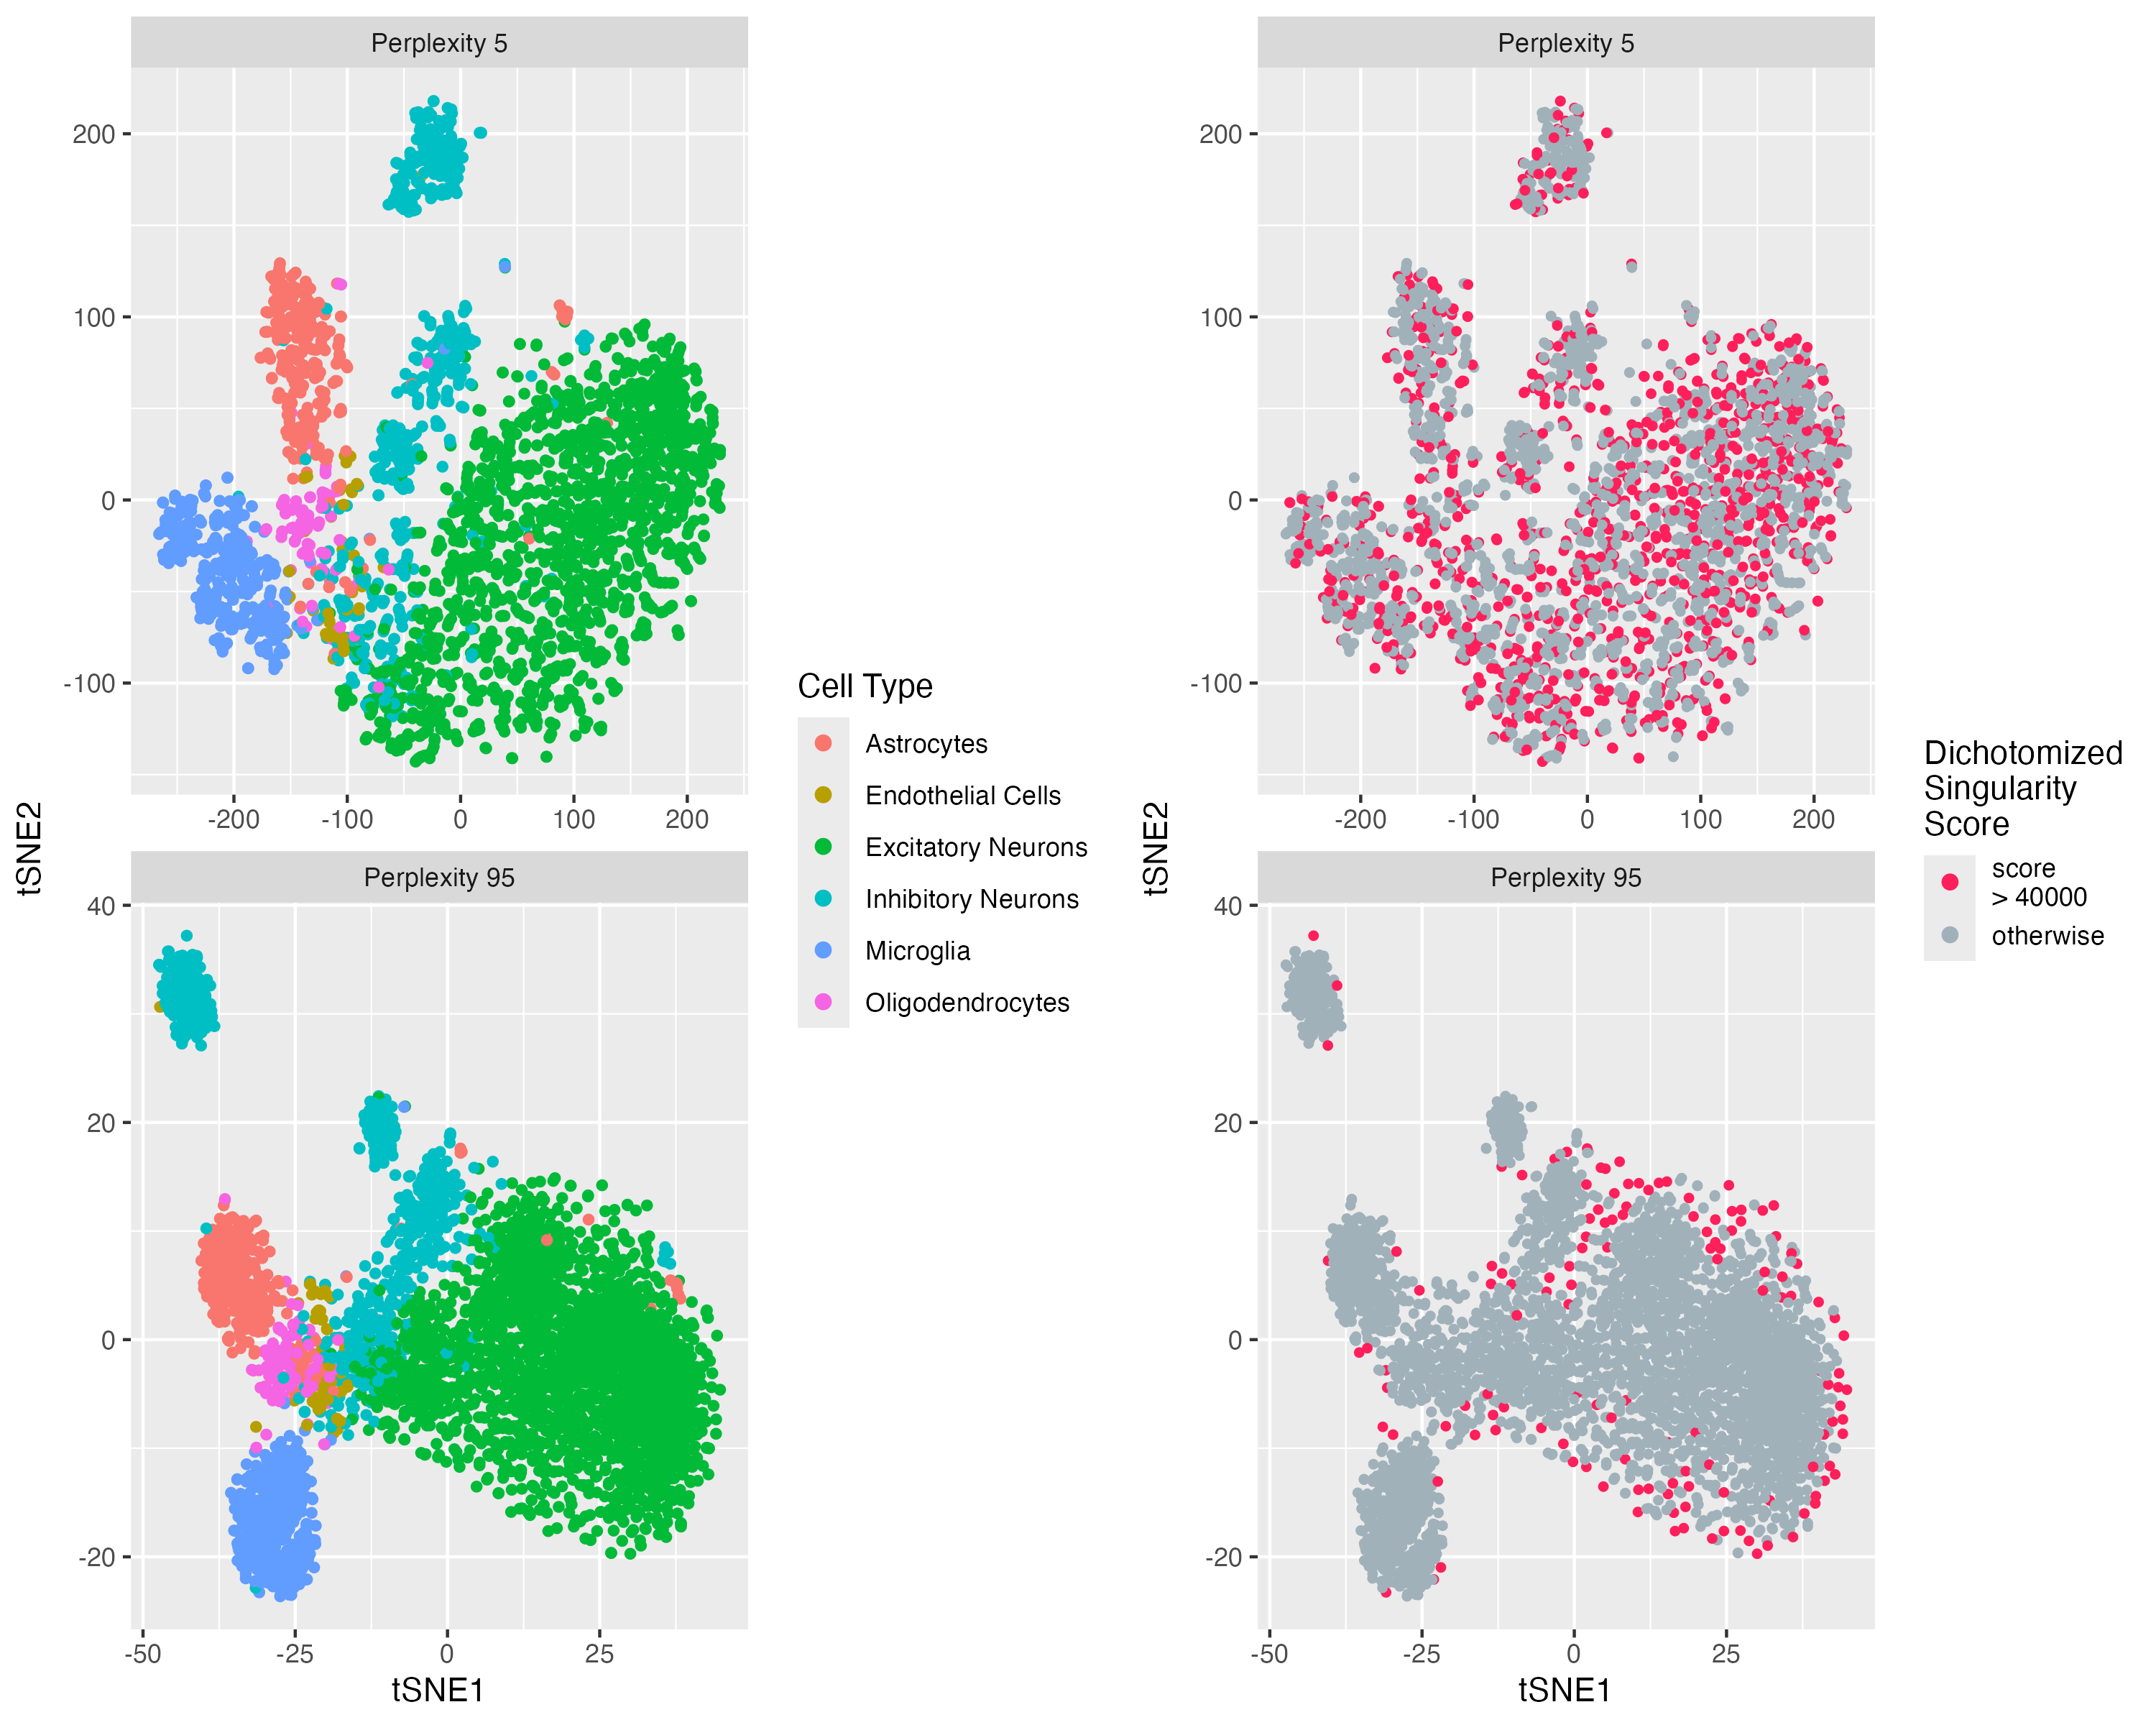 Perplexity 5
200
100
0
-100
-200
-100
0
100
200
Perplexity 95
40
20
0
-20
-50
-25
0
25
tSNE1
tSNE2
Cell Type
Astrocytes
Endothelial Cells
Excitatory Neurons
Inhibitory Neurons
Microglia
Oligodendrocytes
Perplexity 5
200
100
0
-100
-200
-100
0
100
200
Perplexity 95
40
20
0
-20
-50
-25
0
25
tSNE1
tSNE2
Dichotomized
Singularity
Score
score
> 40000
otherwise